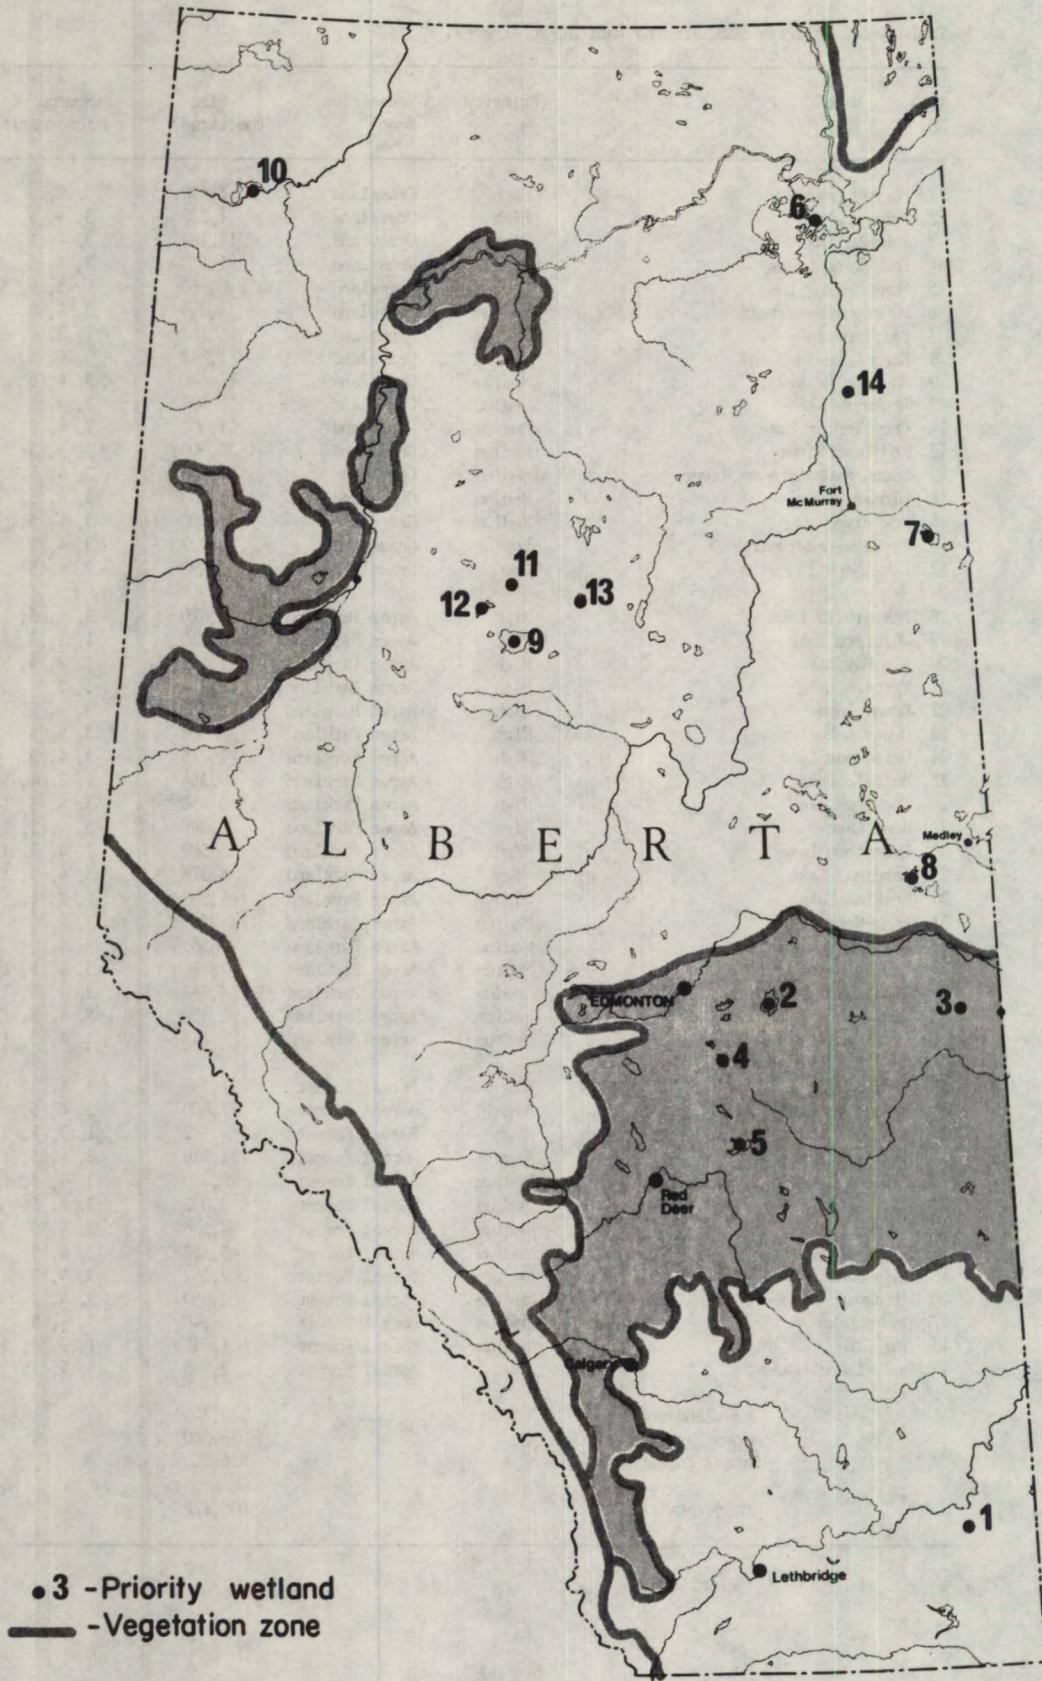 10
6
14
Fort
McMurray
7
11
12
13
9
A L B E R T A
Medley
8
EDMONTON
2
3
4
5
Red
Deer
Calgary
1
Lethbridge
3 - Priority wetland
- Vegetation zone